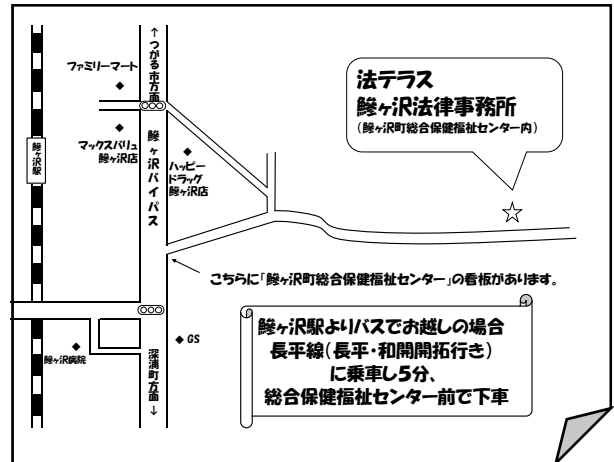 ↑つがる市方面
ファミリーマート
法テラス
鰺ヶ沢法律事務所
(鰺ヶ沢町総合保健福祉センター内)
鰺ヶ沢駅
マックスバリュ
鰺ヶ沢店
鰺ヶ沢バイパス
ハッピー
ドラッグ
鰺ヶ沢店
こちらに「鰺ヶ沢町総合保健福祉センター」の看板があります。
鰺ヶ沢駅よりバスでお越しの場合
長平線(長平・和開開拓行き)
に乗車し5分、
総合保健福祉センター前で下車
GS
鰺ヶ沢病院
深浦町方面↓